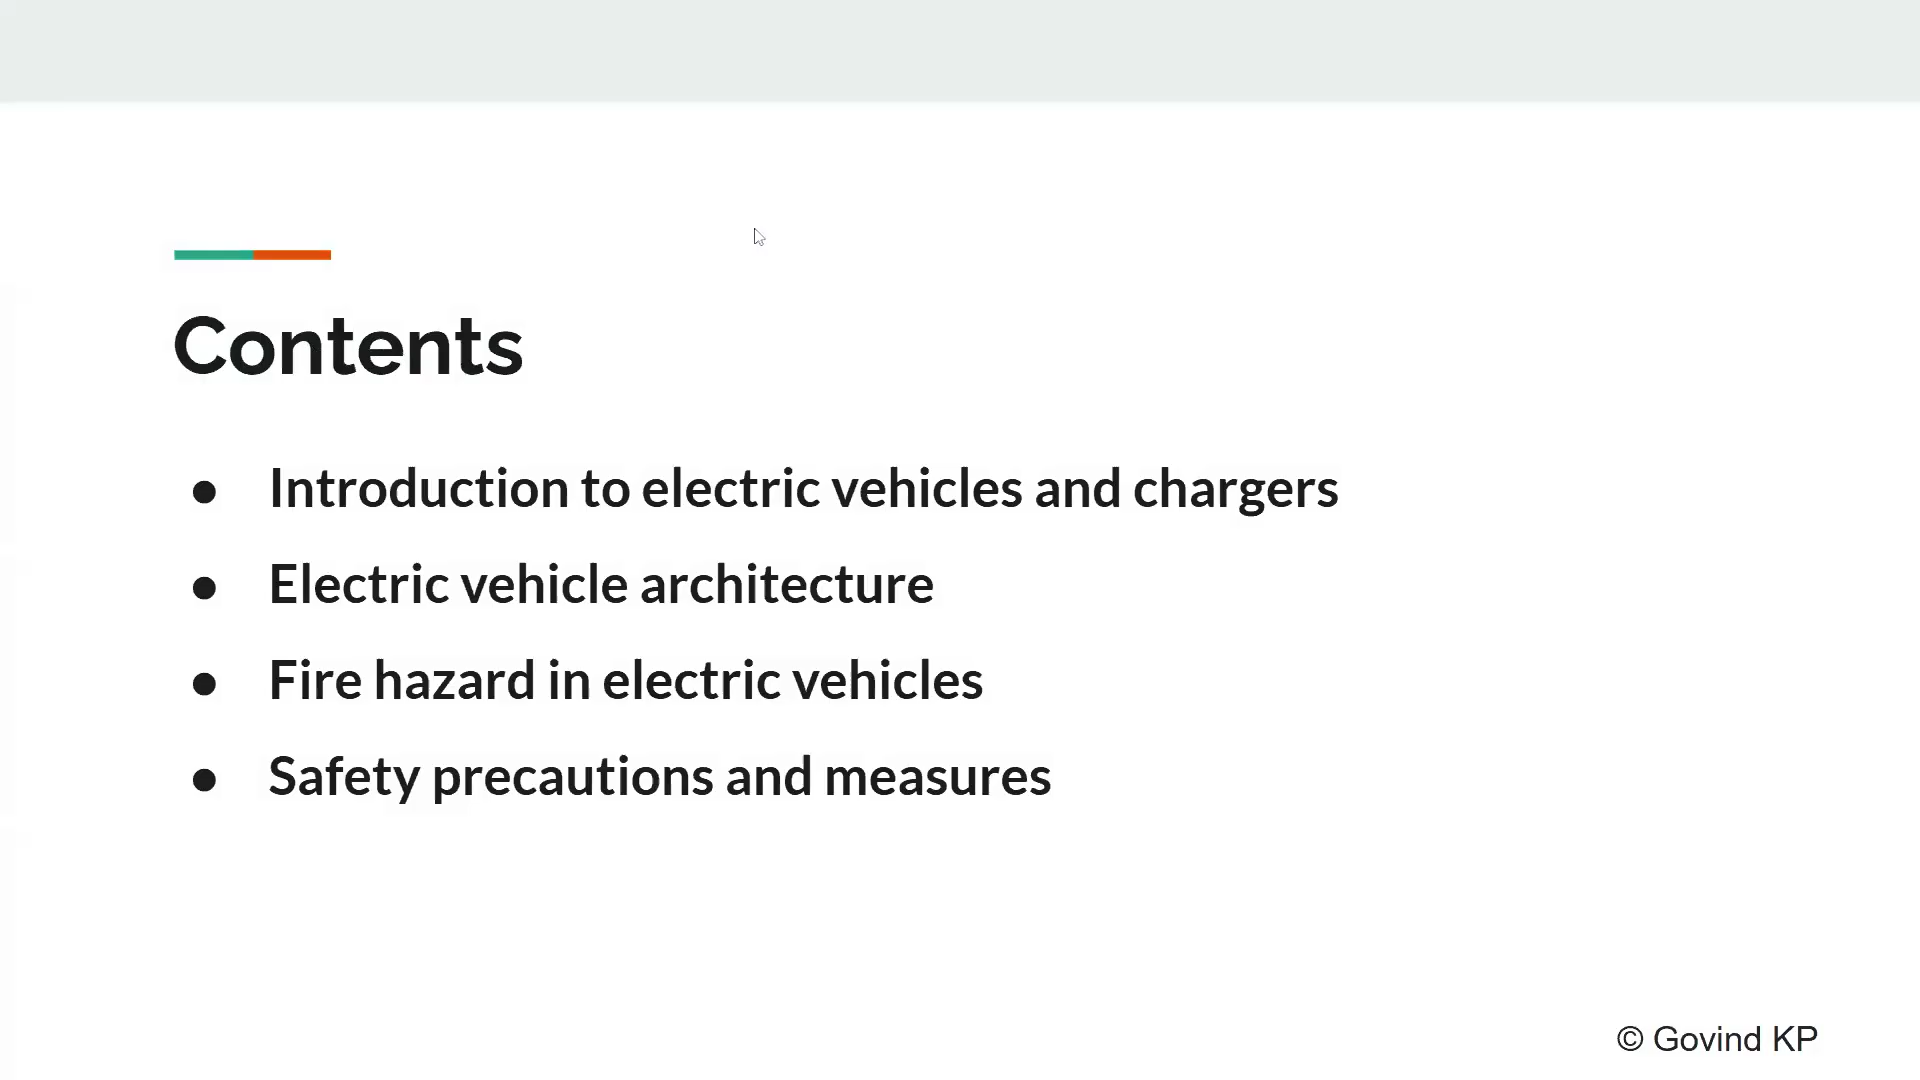 Contents
● Introduction to electric vehicles and chargers
● Electric vehicle architecture
● Fire hazard in electric vehicles
● Safety precautions and measures
© Govind KP